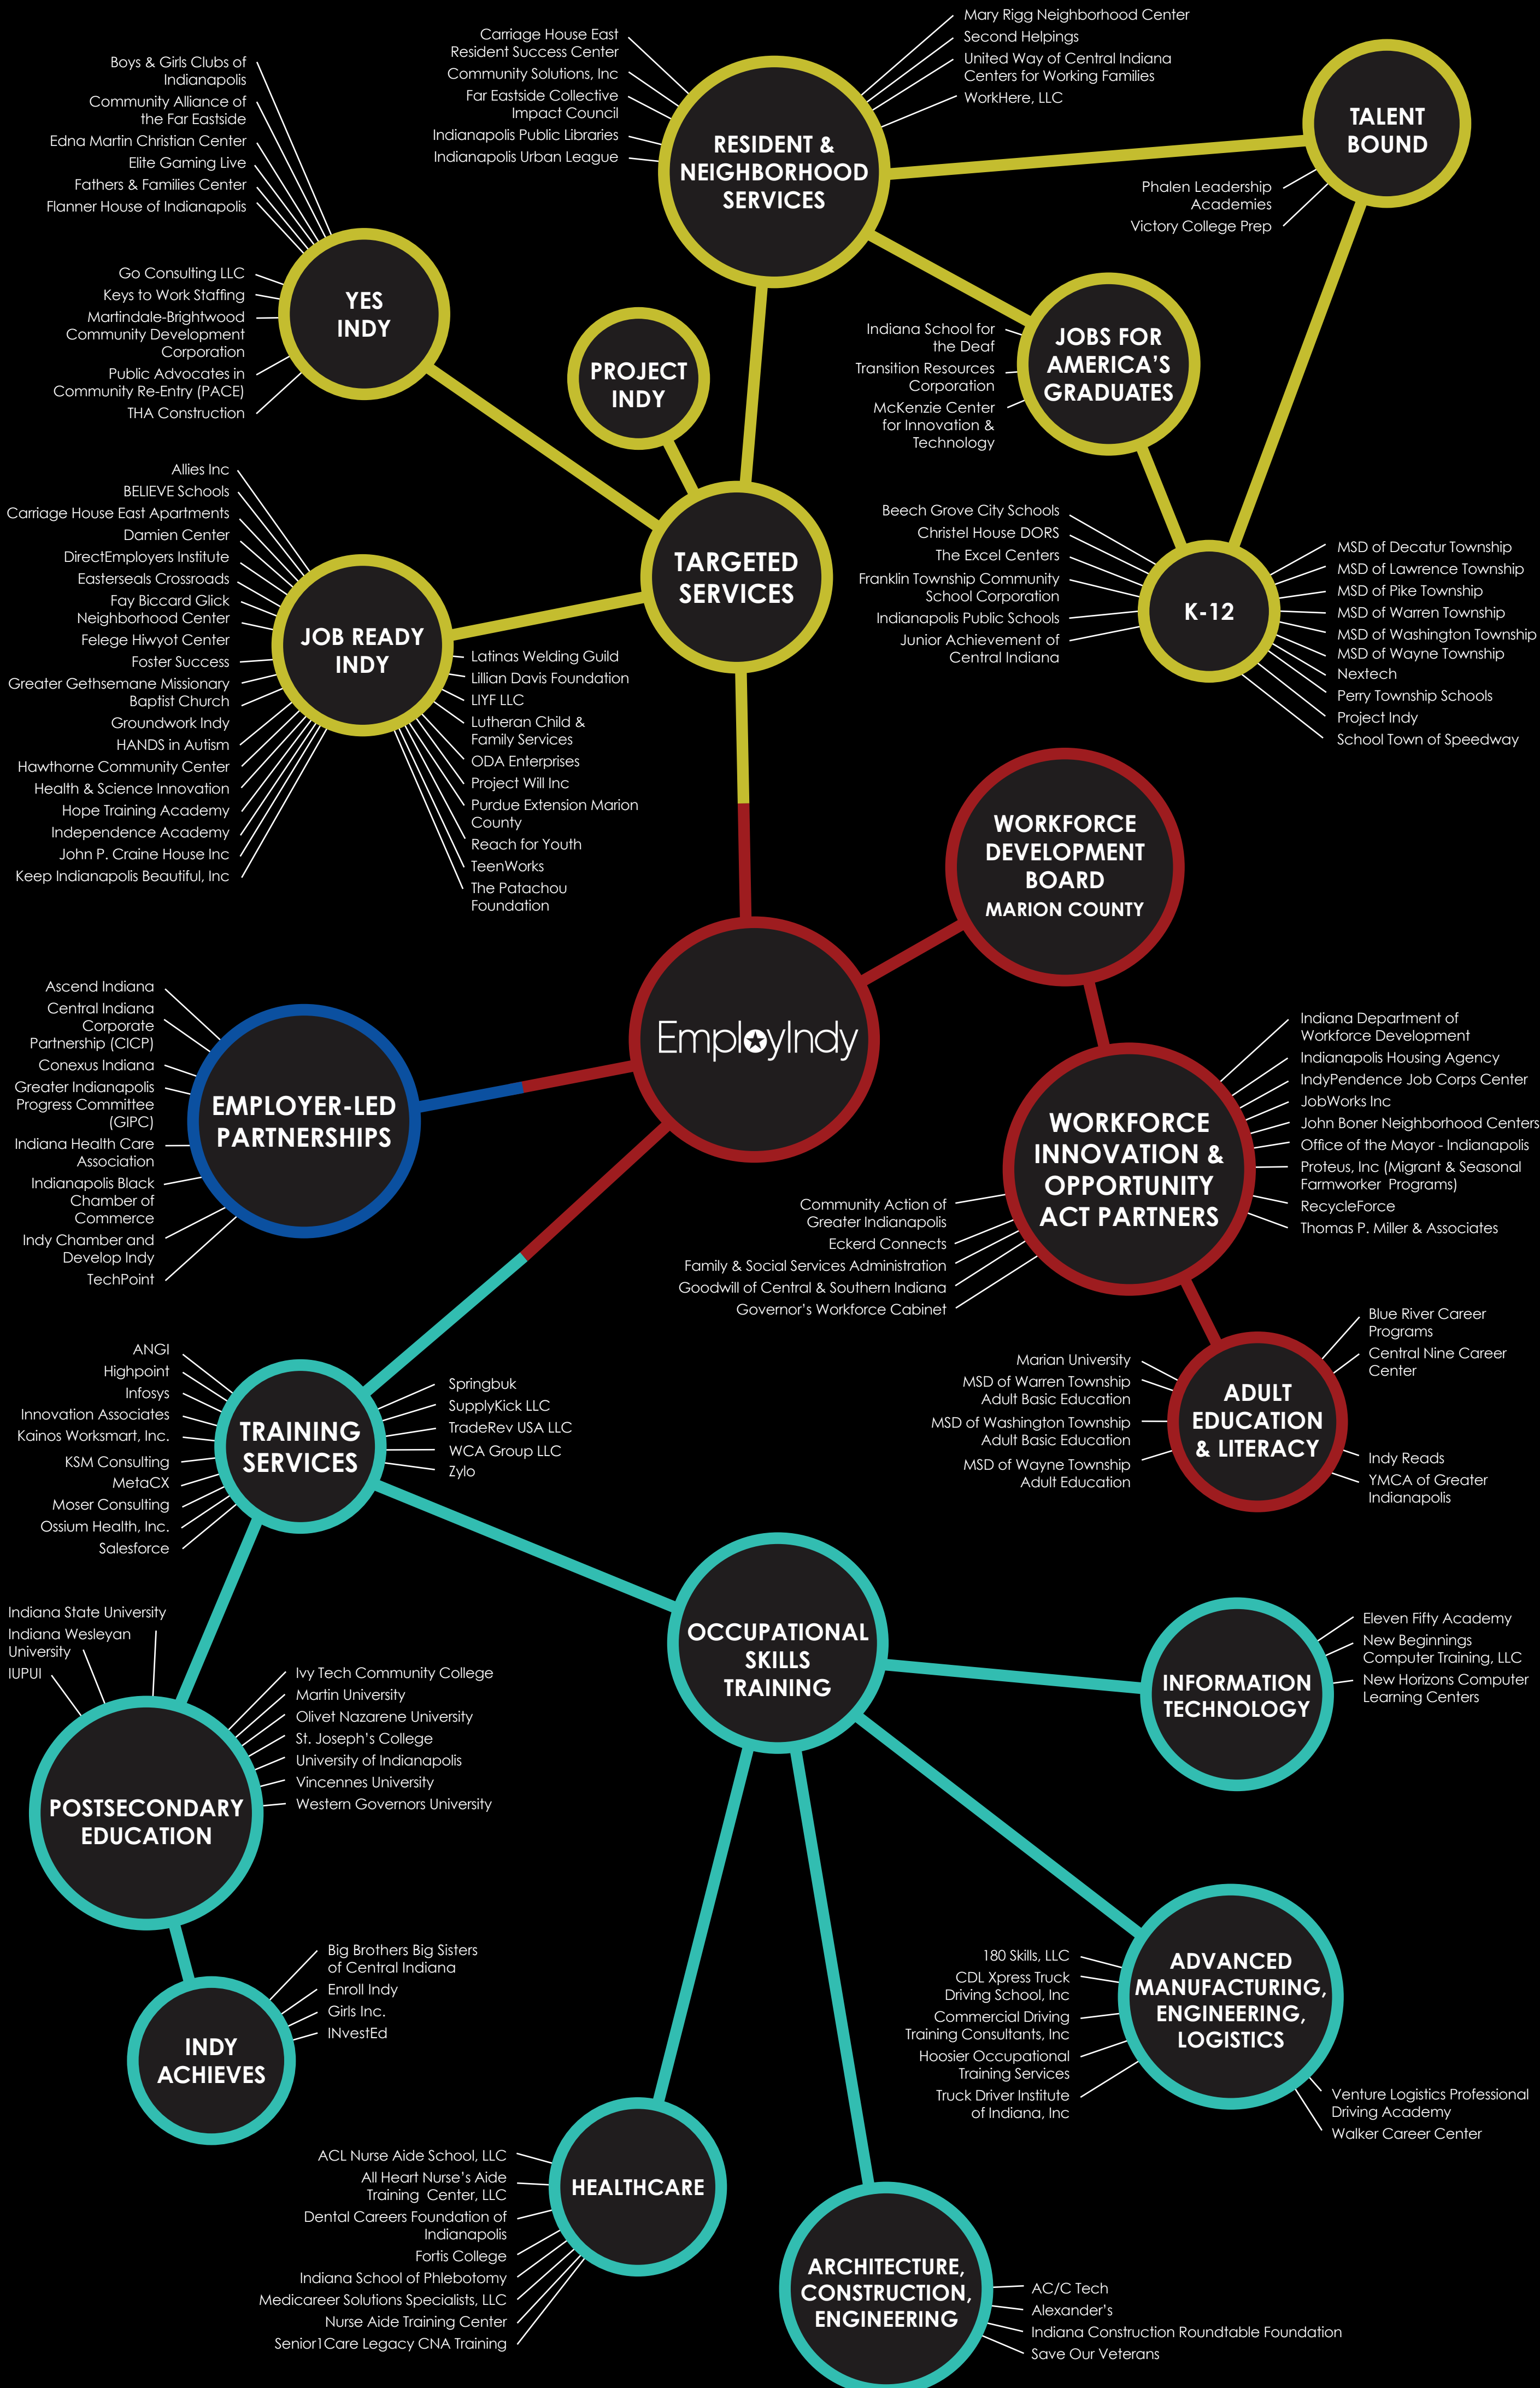 Carriage House East
Resident Success Center
Community Solutions, Inc
Far Eastside Collective
Impact Council
Indianapolis Public Libraries
Indianapolis Urban League
RESIDENT &
NEIGHBORHOOD
SERVICES
Mary Rigg Neighborhood Center
Second Helpings
United Way of Central Indiana
Centers for Working Families
WorkHere, LLC
TALENT
BOUND
Phalen Leadership
Academies
Victory College Prep
Boys & Girls Clubs of
Indianapolis
Community Alliance of
the Far Eastside
Edna Martin Christian Center
Elite Gaming Live
Fathers & Families Center
Flanner House of Indianapolis
Go Consulting LLC
Keys to Work Staffing
Martindale-Brightwood
Community Development
Corporation
Public Advocates in
Community Re-Entry (PACE)
THA Construction
YES
INDY
PROJECT
INDY
Indiana School for
the Deaf
Transition Resources
Corporation
McKenzie Center
for Innovation &
Technology
JOBS FOR
AMERICA'S
GRADUATES
Allies Inc
BELIEVE Schools
Carriage House East Apartments
Damien Center
DirectEmployers Institute
Easterseals Crossroads
Fay Biccard Glick
Neighborhood Center
Felege Hiwyot Center
Foster Success
Greater Gethsemane Missionary
Baptist Church
Groundwork Indy
HANDS in Autism
Hawthorne Community Center
Health & Science Innovation
Hope Training Academy
Independence Academy
John P. Craine House Inc
Keep Indianapolis Beautiful, Inc
JOB READY
INDY
Latinas Welding Guild
Lillian Davis Foundation
LIYF LLC
Lutheran Child &
Family Services
ODA Enterprises
Project Will Inc
Purdue Extension Marion
County
Reach for Youth
TeenWorks
The Patachou
Foundation
TARGETED
SERVICES
Beech Grove City Schools
Christel House DORS
The Excel Centers
Franklin Township Community
School Corporation
Indianapolis Public Schools
Junior Achievement of
Central Indiana
K-12
MSD of Decatur Township
MSD of Lawrence Township
MSD of Pike Township
MSD of Warren Township
MSD of Washington Township
MSD of Wayne Township
Nextech
Perry Township Schools
Project Indy
School Town of Speedway
WORKFORCE
DEVELOPMENT
BOARD
MARION COUNTY
EmployIndy
Ascend Indiana
Central Indiana
Corporate
Partnership (CICP)
Conexus Indiana
Greater Indianapolis
Progress Committee
(GIPC)
Indiana Health Care
Association
Indianapolis Black
Chamber of
Commerce
Indy Chamber and
Develop Indy
TechPoint
EMPLOYER-LED
PARTNERSHIPS
WORKFORCE
INNOVATION &
OPPORTUNITY
ACT PARTNERS
Indiana Department of
Workforce Development
Indianapolis Housing Agency
IndyPendence Job Corps Center
JobWorks Inc
John Boner Neighborhood Centers
Office of the Mayor - Indianapolis
Proteus, Inc (Migrant & Seasonal
Farmworker Programs)
RecycleForce
Thomas P. Miller & Associates
Community Action of
Greater Indianapolis
Eckerd Connects
Family & Social Services Administration
Goodwill of Central & Southern Indiana
Governor's Workforce Cabinet
Marian University
MSD of Warren Township
Adult Basic Education
MSD of Washington Township
Adult Basic Education
MSD of Wayne Township
Adult Education
ADULT
EDUCATION
& LITERACY
Blue River Career
Programs
Central Nine Career
Center
Indy Reads
YMCA of Greater
Indianapolis
ANGI
Highpoint
Infosys
Innovation Associates
Kainos Worksmart, Inc.
KSM Consulting
MetaCX
Moser Consulting
Ossium Health, Inc.
Salesforce
TRAINING
SERVICES
Springbuk
SupplyKick LLC
TradeRev USA LLC
WCA Group LLC
Zylo
Indiana State University
Indiana Wesleyan
University
IUPUI
Ivy Tech Community College
Martin University
Olivet Nazarene University
St. Joseph's College
University of Indianapolis
Vincennes University
Western Governors University
POSTSECONDARY
EDUCATION
OCCUPATIONAL
SKILLS
TRAINING
INFORMATION
TECHNOLOGY
Eleven Fifty Academy
New Beginnings
Computer Training, LLC
New Horizons Computer
Learning Centers
Big Brothers Big Sisters
of Central Indiana
Enroll Indy
Girls Inc.
INvestEd
INDY
ACHIEVES
180 Skills, LLC
CDL Xpress Truck
Driving School, Inc
Commercial Driving
Training Consultants, Inc
Hoosier Occupational
Training Services
Truck Driver Institute
of Indiana, Inc
ADVANCED
MANUFACTURING,
ENGINEERING,
LOGISTICS
Venture Logistics Professional
Driving Academy
Walker Career Center
ACL Nurse Aide School, LLC
All Heart Nurse's Aide
Training Center, LLC
Dental Careers Foundation of
Indianapolis
Fortis College
Indiana School of Phlebotomy
Medicareer Solutions Specialists, LLC
Nurse Aide Training Center
Senior1Care Legacy CNA Training
HEALTHCARE
ARCHITECTURE,
CONSTRUCTION,
ENGINEERING
AC/C Tech
Alexander's
Indiana Construction Roundtable Foundation
Save Our Veterans